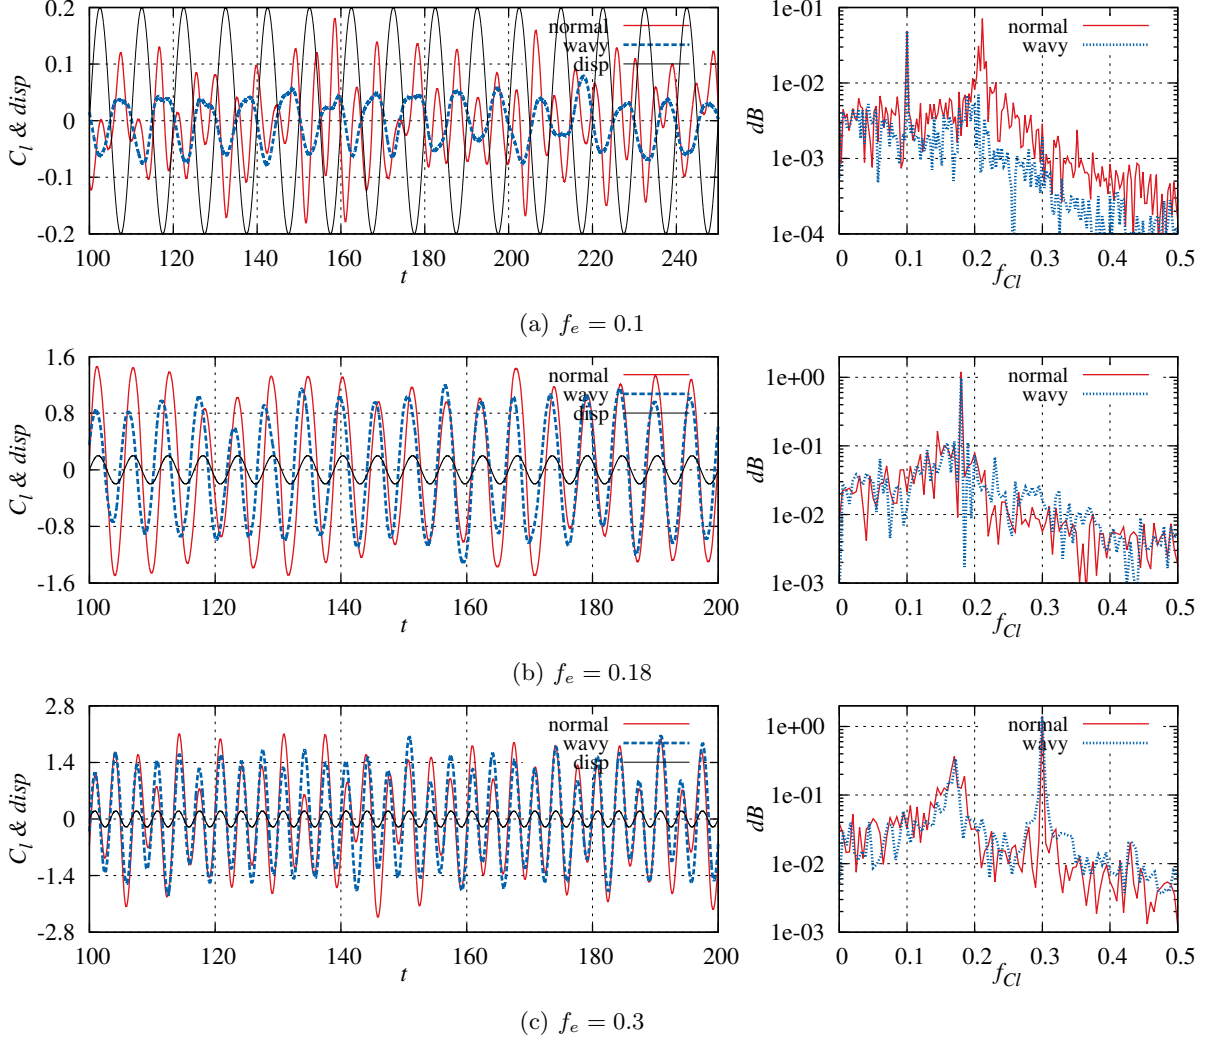 0.2
0.1
0
-0.1
-0.2
C_l & disp
normal
wavy
disp
100 120 140 160 180 200 220 240
t
1e-01
1e-02
1e-03
1e-04
dB
normal
wavy
0 0.1 0.2 0.3 0.4 0.5
f_{Cl}
(a) f_e = 0.1
1.6
0.8
0
-0.8
-1.6
C_l & disp
normal
wavy
disp
100 120 140 160 180 200
t
1e+00
1e-01
1e-02
1e-03
dB
normal
wavy
0 0.1 0.2 0.3 0.4 0.5
f_{Cl}
(b) f_e = 0.18
2.8
1.4
0
-1.4
-2.8
C_l & disp
normal
wavy
disp
100 120 140 160 180 200
t
1e+00
1e-01
1e-02
1e-03
dB
normal
wavy
0 0.1 0.2 0.3 0.4 0.5
f_{Cl}
(c) f_e = 0.3